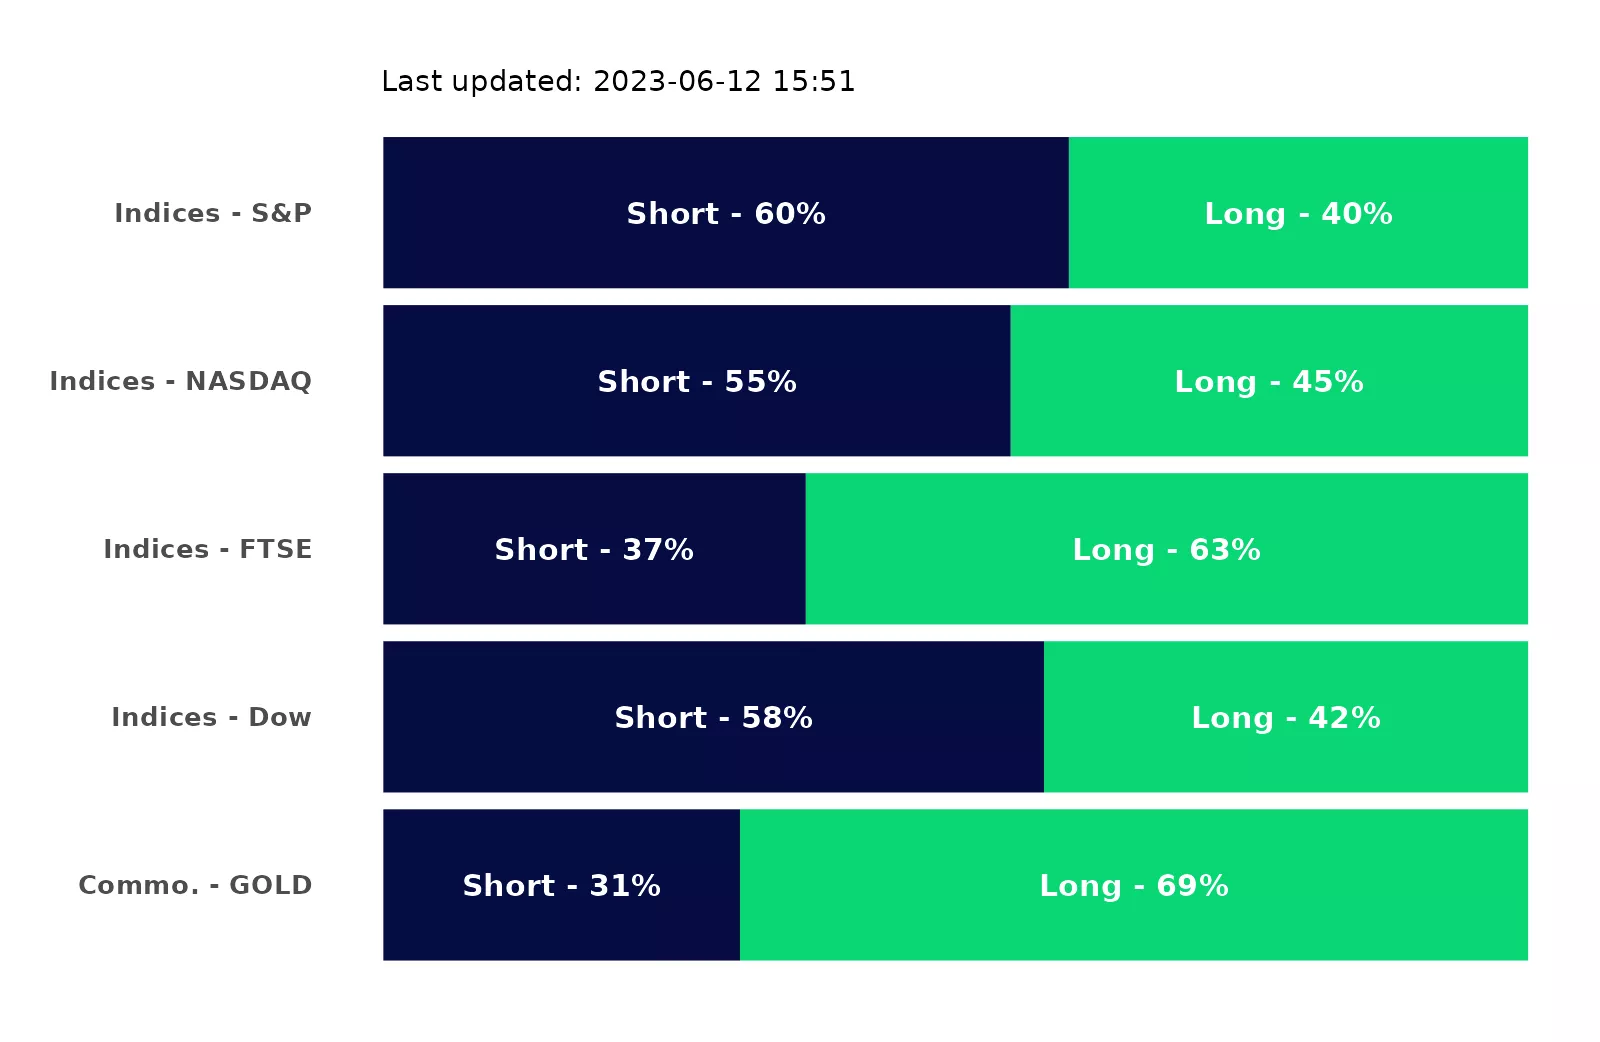 Last updated: 2023-06-12 15:51
Indices - S&P
Short - 60%
Long - 40%
Indices - NASDAQ
Short - 55%
Long - 45%
Indices - FTSE
Short - 37%
Long - 63%
Indices - Dow
Short - 58%
Long - 42%
Commo. - GOLD
Short - 31%
Long - 69%